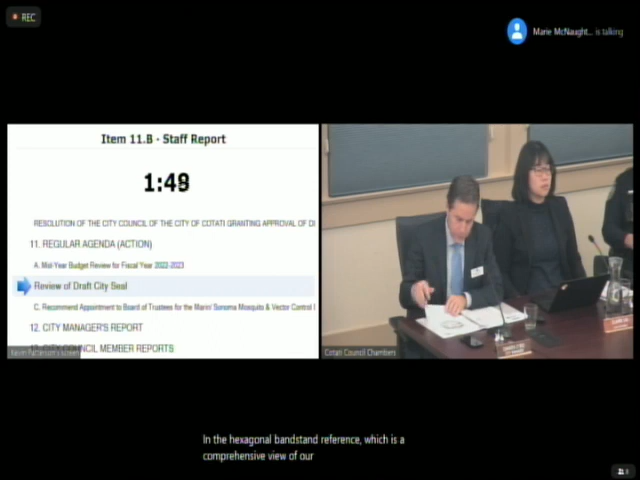 REC
Marie McNaught... is talking
Item 11.B - Staff Report
1:49
RESOLUTION OF THE CITY COUNCIL OF THE CITY OF COTATI GRANTING APPROVAL OF DI
11. REGULAR AGENDA (ACTION)
A. Mid-Year Budget Review for Fiscal Year 2022-2023
Review of Draft City Seal
C. Recommend Appointment to Board of Trustees for the Marin/ Sonoma Mosquito & Vector Control
12. CITY MANAGER'S REPORT
13. CITY COUNCIL MEMBER REPORTS
Kevin Patterson's screen
Cotati Council Chambers
In the hexagonal bandstand reference, which is a
comprehensive view of our